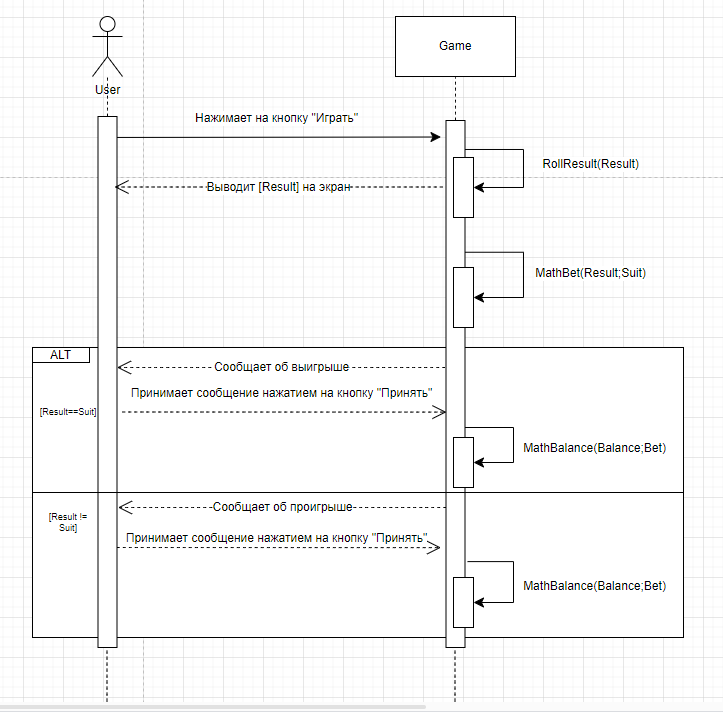 User
Game
Нажимает на кнопку "Играть"
RollResult(Result)
Выводит [Result] на экран
MathBet(Result;Suit)
ALT
Сообщает об выигрыше
Принимает сообщение нажатием на кнопку "Принять"
[Result==Suit]
MathBalance(Balance;Bet)
Сообщает об проигрыше
[Result !=
Suit]
Принимает сообщение нажатием на кнопку "Принять"
MathBalance(Balance;Bet)